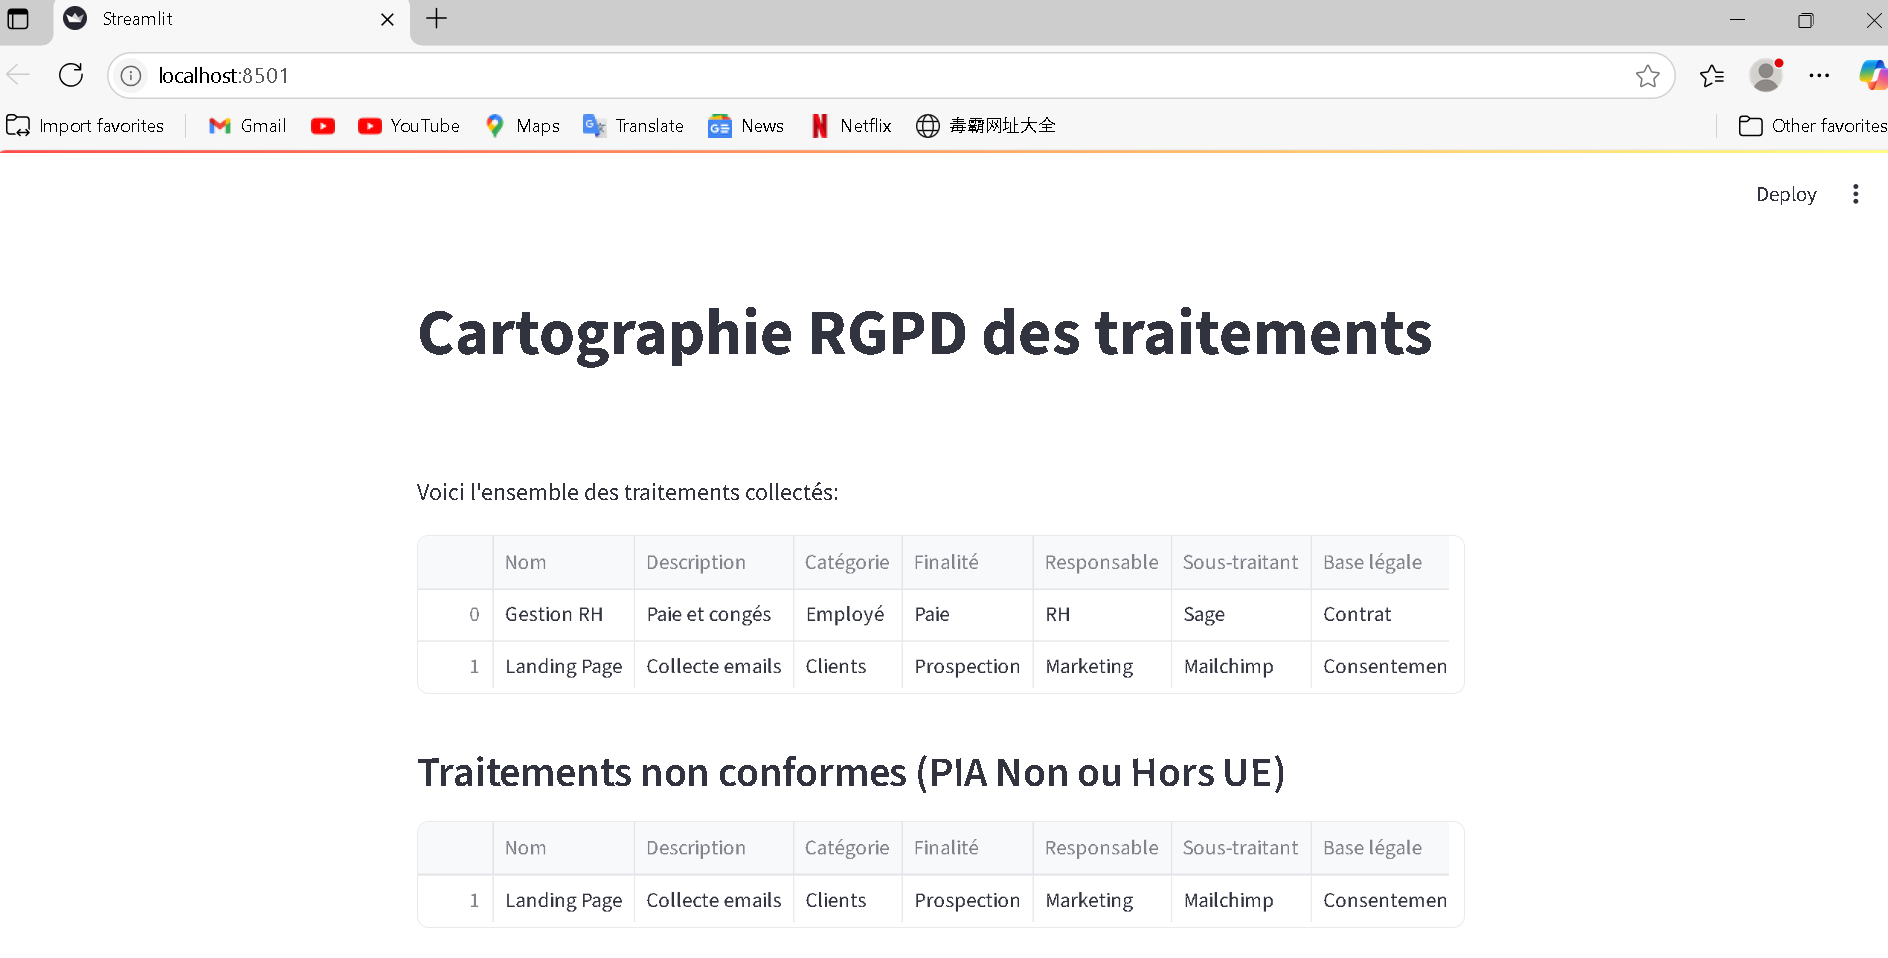 Streamlit
localhost:8501
Import favorites Gmail YouTube Maps Translate News Netflix 毒霸网址大全 Other favorites
Deploy
Cartographie RGPD des traitements
Voici l'ensemble des traitements collectés:
Nom Description Catégorie Finalité Responsable Sous-traitant Base légale
0 Gestion RH Paie et congés Employé Paie RH Sage Contrat
1 Landing Page Collecte emails Clients Prospection Marketing Mailchimp Consentemen
Traitements non conformes (PIA Non ou Hors UE)
Nom Description Catégorie Finalité Responsable Sous-traitant Base légale
1 Landing Page Collecte emails Clients Prospection Marketing Mailchimp Consentemen